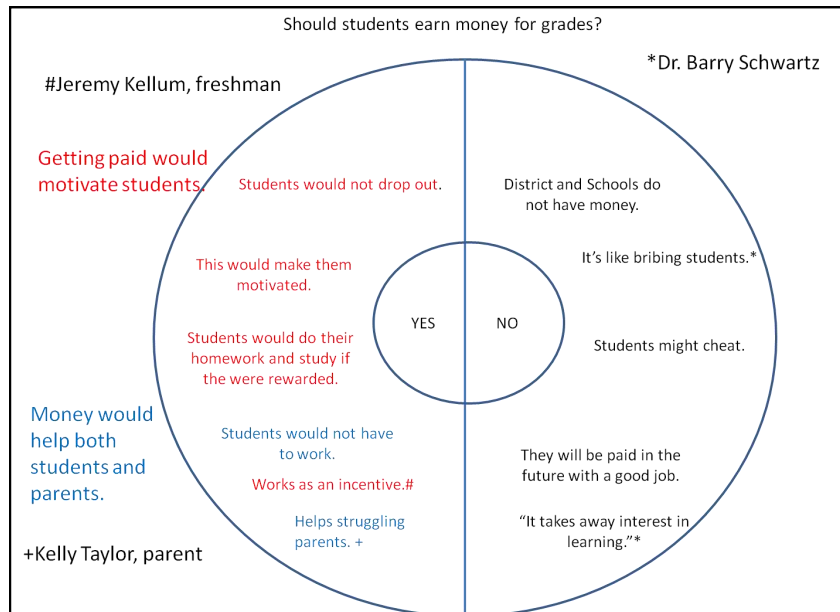 Should students earn money for grades?
#Jeremy Kellum, freshman
*Dr. Barry Schwartz
Getting paid would
motivate students.
Students would not drop out.
This would make them
motivated.
Students would do their
homework and study if
the were rewarded.
Money would
help both
students and
parents.
Students would not have
to work.
Works as an incentive.#
Helps struggling
parents. +
+Kelly Taylor, parent
YES
NO
District and Schools do
not have money.
It's like bribing students.*
Students might cheat.
They will be paid in the
future with a good job.
“It takes away interest in
learning.”*